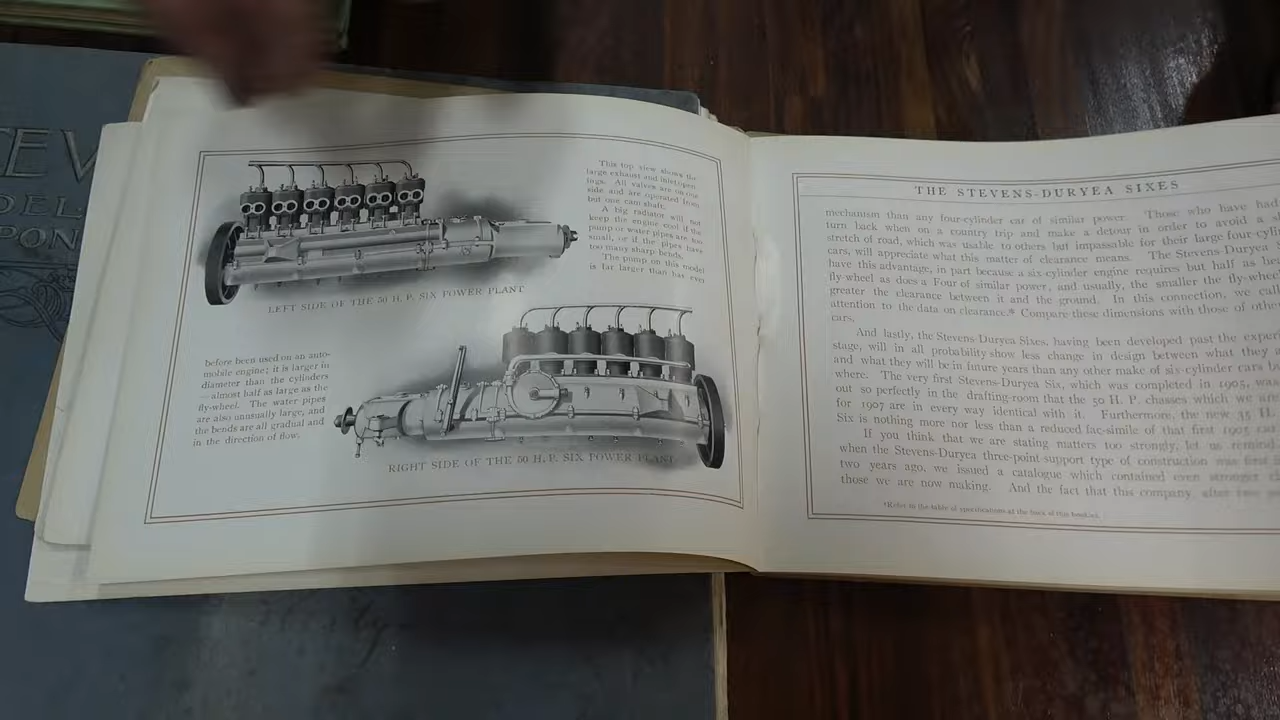 TEV
DEL
PON
This top view shows the
large exhaust and inlet open-
ings. All valves are on one
side and are operated from
but one cam shaft.
A big radiator will not
keep the engine cool if the
pump or water pipes are too
small, or if the pipes have
too many sharp bends.
The pump on this model
is far larger than has ever
LEFT SIDE OF THE 50 H. P. SIX POWER PLANT
before been used on an auto-
mobile engine; it is larger in
diameter than the cylinders
—almost half as large as the
fly-wheel. The water pipes
are also unusually large, and
the bends are all gradual and
in the direction of flow.
RIGHT SIDE OF THE 50 H. P. SIX POWER PLANT
THE STEVENS-DURYEA SIXES
mechanism than any four-cylinder car of similar power. Those who have had
turn back when on a country trip and make a detour in order to avoid a
stretch of road, which was usable to others but impassable for their large four-cyli
cars, will appreciate what this matter of clearance means. The Stevens-Duryea
have this advantage, in part because a six-cylinder engine requires but half as
fly-wheel as does a Four of similar power, and usually, the smaller the fly-whee
greater the clearance between it and the ground. In this connection, we call
attention to the data on clearance.* Compare these dimensions with those of othe
cars.
And lastly, the Stevens-Duryea Sixes, having been developed past the exper
stage, will in all probability show less change in design between what they
and what they will be in future years than any other make of six-cylinder cars
where. The very first Stevens-Duryea Six, which was completed in 1905, was
out so perfectly in the drafting-room that the 50 H. P. chasses which we are
for 1907 are in every way identical with it. Furthermore, the new 35 H.
Six is nothing more nor less than a reduced fac-simile of that first 1905 car
If you think that we are stating matters too strongly, let us remind
when the Stevens-Duryea three-point-support type of construction was first
two years ago, we issued a catalogue which contained even stronger
those we are now making. And the fact that this company, after two
*Refer to the table of specifications at the back of this booklet.